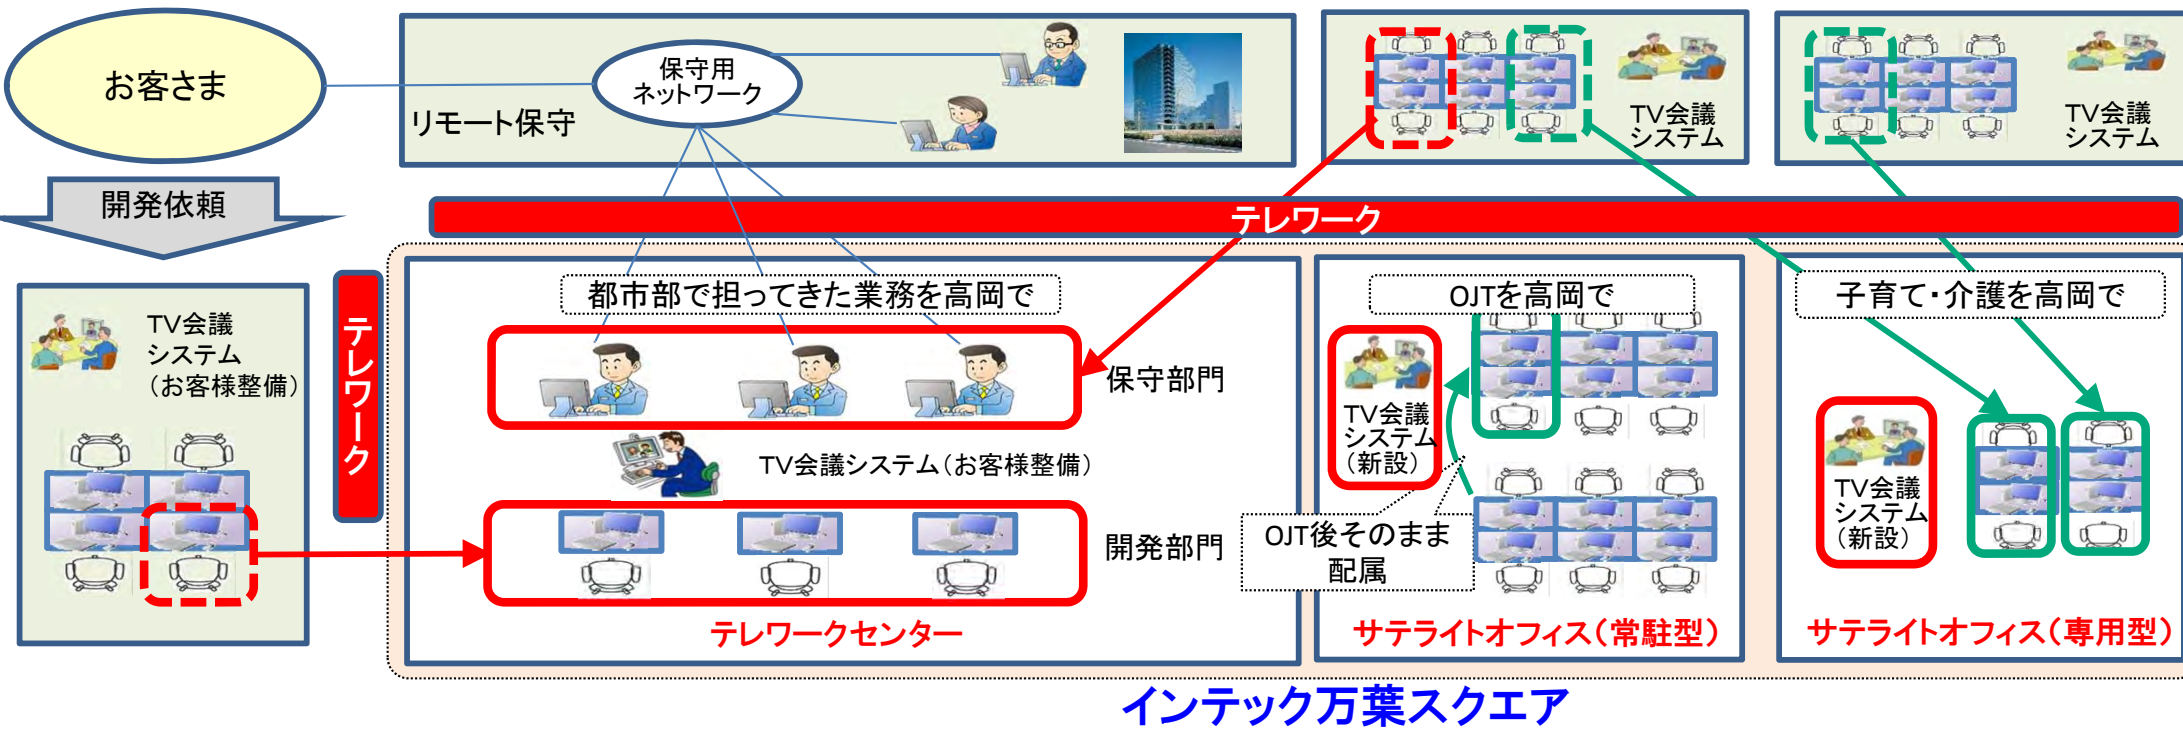 お客さま
保守用
ネットワーク
リモート保守
TV会議
システム
TV会議
システム
開発依頼
テレワーク
テレワーク
TV会議
システム
（お客様整備）
都市部で担ってきた業務を高岡で
保守部門
TV会議システム（お客様整備）
開発部門
テレワークセンター
OJTを高岡で
TV会議
システム
（新設）
OJT後そのまま
配属
サテライトオフィス（常駐型）
子育て・介護を高岡で
TV会議
システム
（新設）
サテライトオフィス（専用型）
インテック万葉スクエア